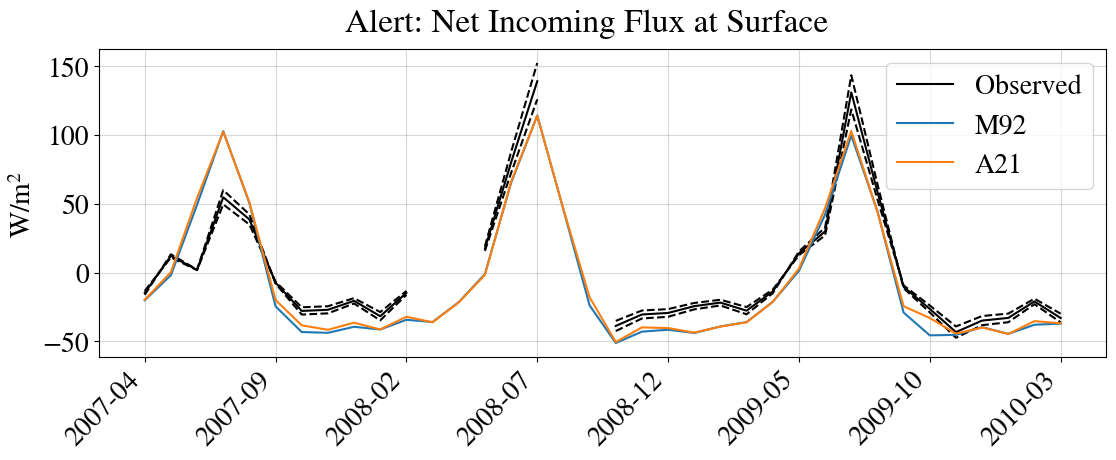 Alert: Net Incoming Flux at Surface
W/m²
150
100
50
0
−50
Observed
M92
A21
2007-04
2007-09
2008-02
2008-07
2008-12
2009-05
2009-10
2010-03